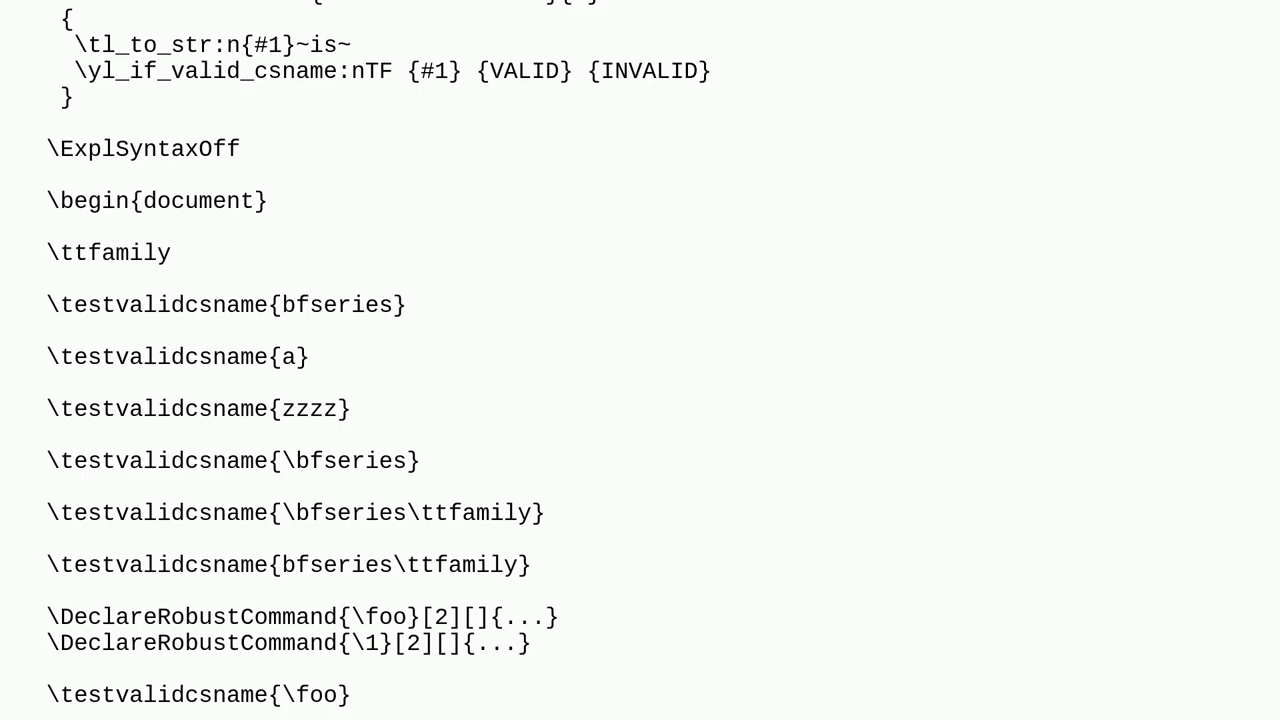 {
\tl_to_str:n{#1}~is~
\yl_if_valid_csname:nTF {#1} {VALID} {INVALID}
}
\ExplSyntaxOff
\begin{document}
\ttfamily
\testvalidcsname{bfseries}
\testvalidcsname{a}
\testvalidcsname{zzzz}
\testvalidcsname{\bfseries}
\testvalidcsname{\bfseries\ttfamily}
\testvalidcsname{bfseries\ttfamily}
\DeclareRobustCommand{\foo}[2][]{...}
\DeclareRobustCommand{\1}[2][]{...}
\testvalidcsname{\foo}